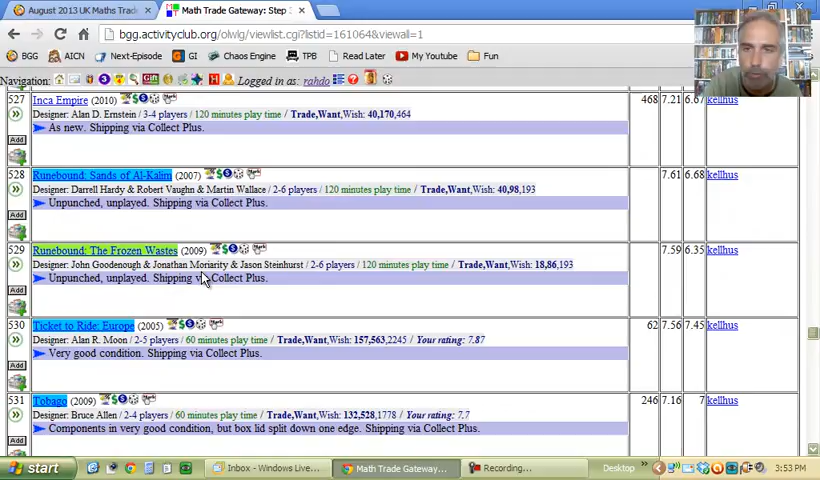 August 2013 UK Maths Trade
Math Trade Gateway: Step 3
bgg.activityclub.org/olwlg/viewlist.cgi?listid=161064&viewall=1
BGG
AICN
Next-Episode
GI
Chaos Engine
TPB
Read Later
My Youtube
Fun
Navigation:
Logged in as: rahdo
527 Inca Empire (2010) 468 7.21 6.67 kellhus
Designer: Alan D. Ernstein / 3-4 players / 120 minutes play time / Trade,Want,Wish: 40,170,464
As new. Shipping via Collect Plus.
Add
528 Runebound: Sands of Al-Kalim (2007) 7.61 6.68 kellhus
Designer: Darrell Hardy & Robert Vaughn & Martin Wallace / 2-6 players / 120 minutes play time / Trade,Want,Wish: 40,98,193
Unpunched, unplayed. Shipping via Collect Plus.
Add
529 Runebound: The Frozen Wastes (2009) 7.59 6.35 kellhus
Designer: John Goodenough & Jonathan Moriarity & Jason Steinhurst / 2-6 players / 120 minutes play time / Trade,Want,Wish: 18,86,193
Unpunched, unplayed. Shipping via Collect Plus.
Add
530 Ticket to Ride: Europe (2005) 62 7.56 7.45 kellhus
Designer: Alan R. Moon / 2-5 players / 60 minutes play time / Trade,Want,Wish: 157,563,2245 / Your rating: 7.87
Very good condition. Shipping via Collect Plus.
Add
531 Tobago (2009) 246 7.16 7 kellhus
Designer: Bruce Allen / 2-4 players / 60 minutes play time / Trade,Want,Wish: 132,528,1778 / Your rating: 7.7
Components in very good condition, but box lid split down one edge. Shipping via Collect Plus.
start
Inbox - Windows Live...
Math Trade Gateway...
Recording...
Desktop
3:53 PM